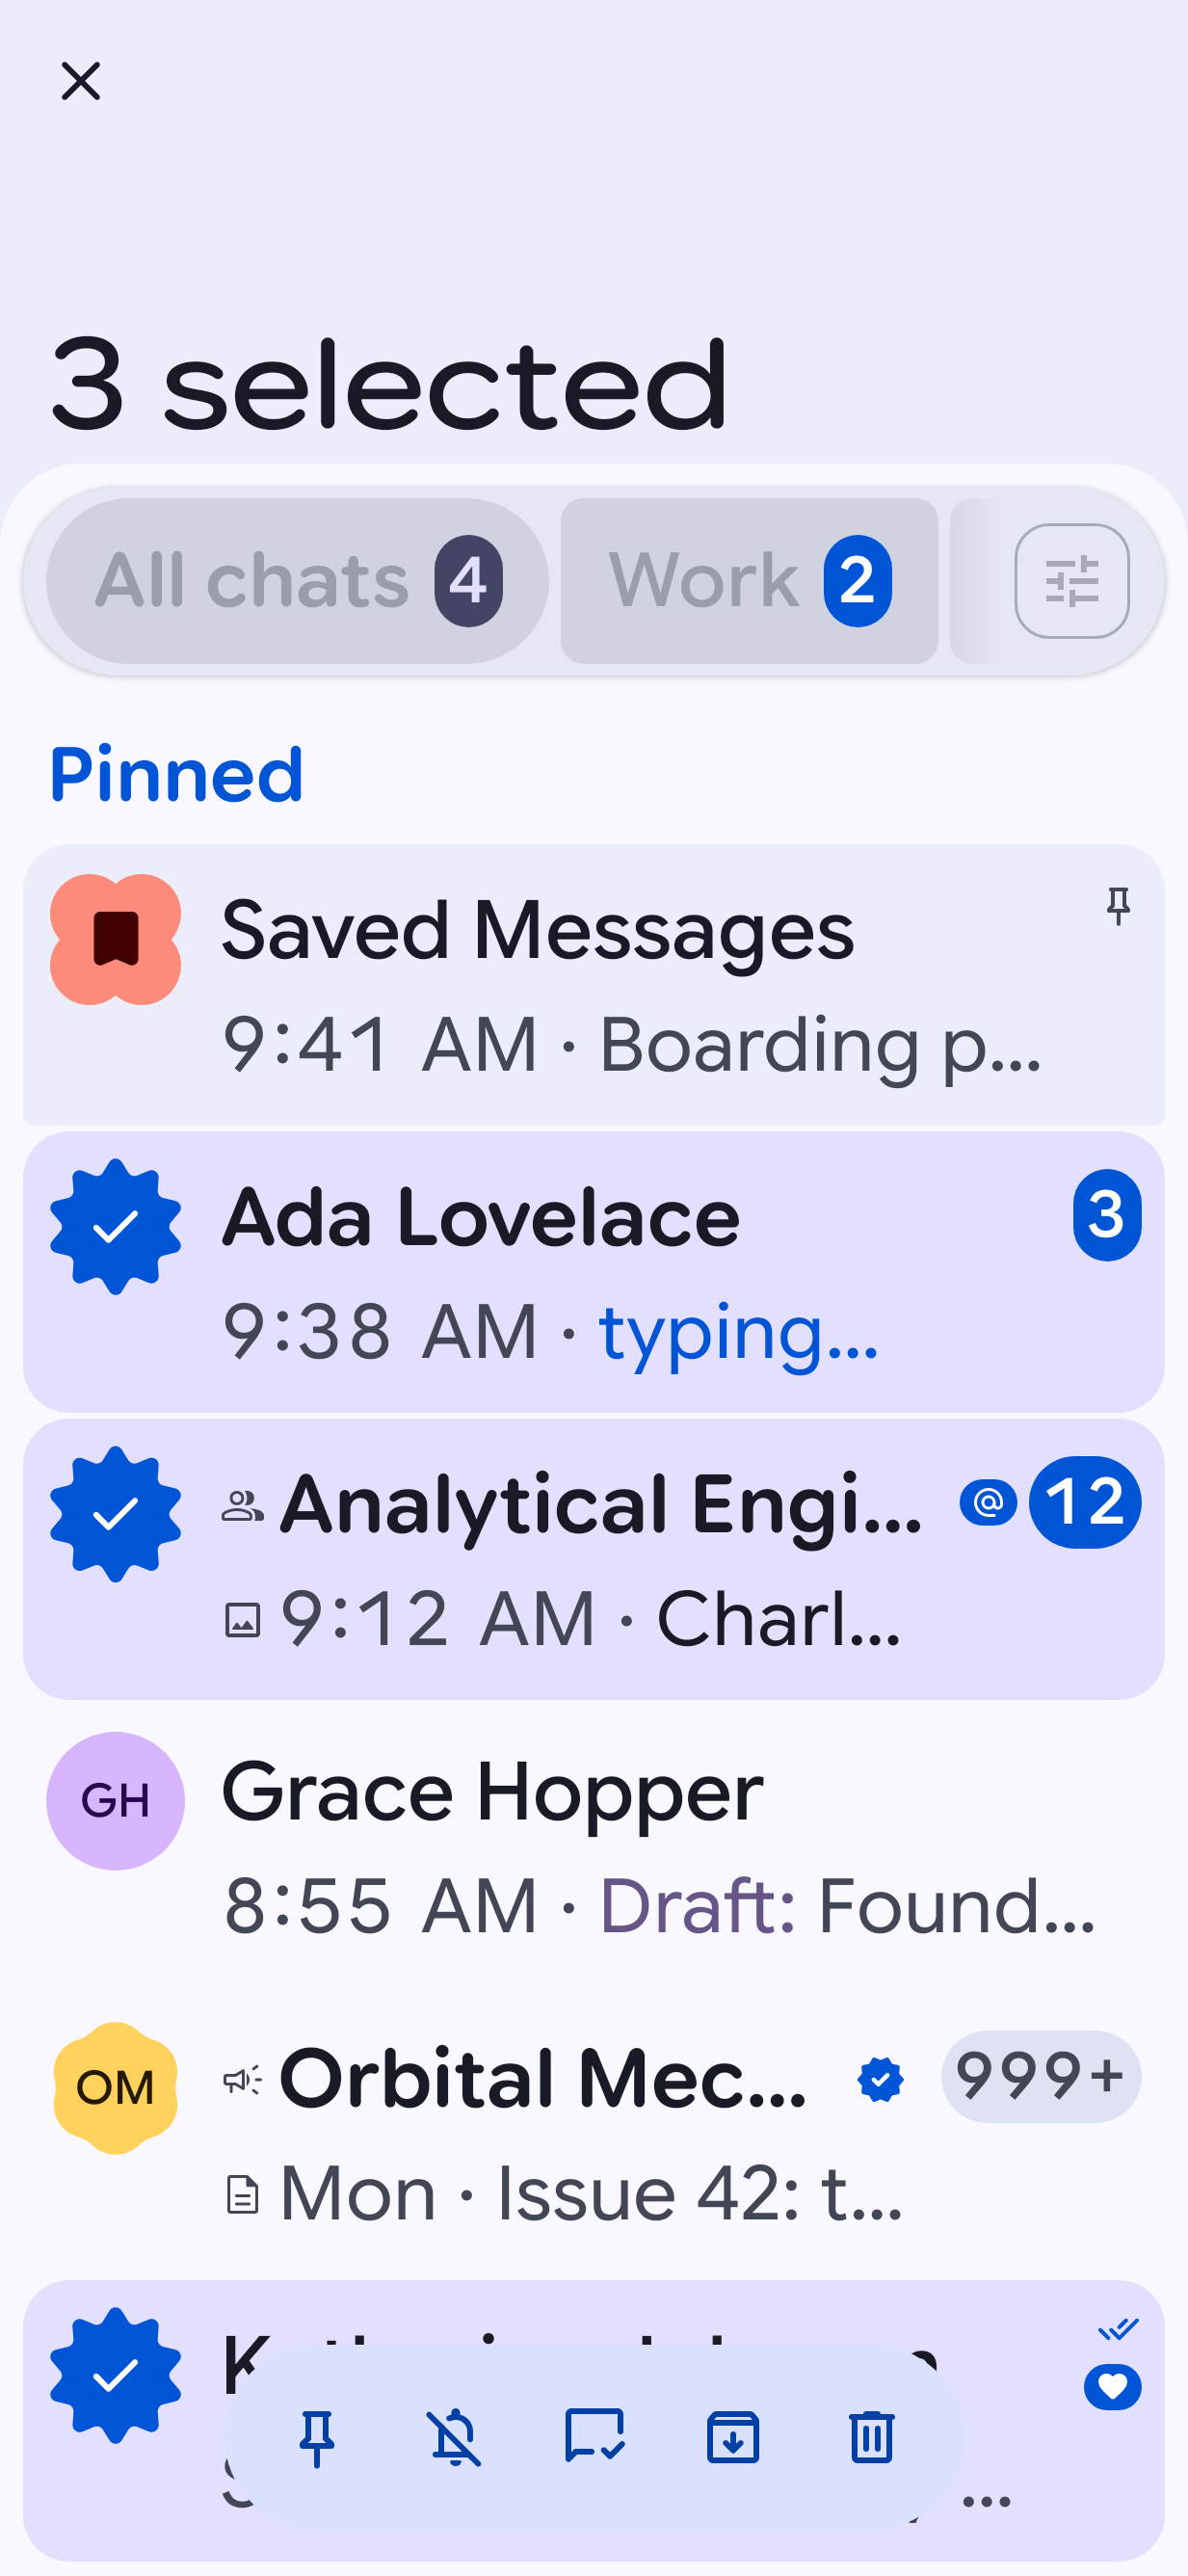 3 selected
All chats 4 Work 2
Pinned
Saved Messages
9:41 AM · Boarding p...
Ada Lovelace 3
9:38 AM · typing...
Analytical Engi... @ 12
9:12 AM · Charl...
GH Grace Hopper
8:55 AM · Draft: Found...
OM Orbital Mec... 999+
Mon · Issue 42: t...